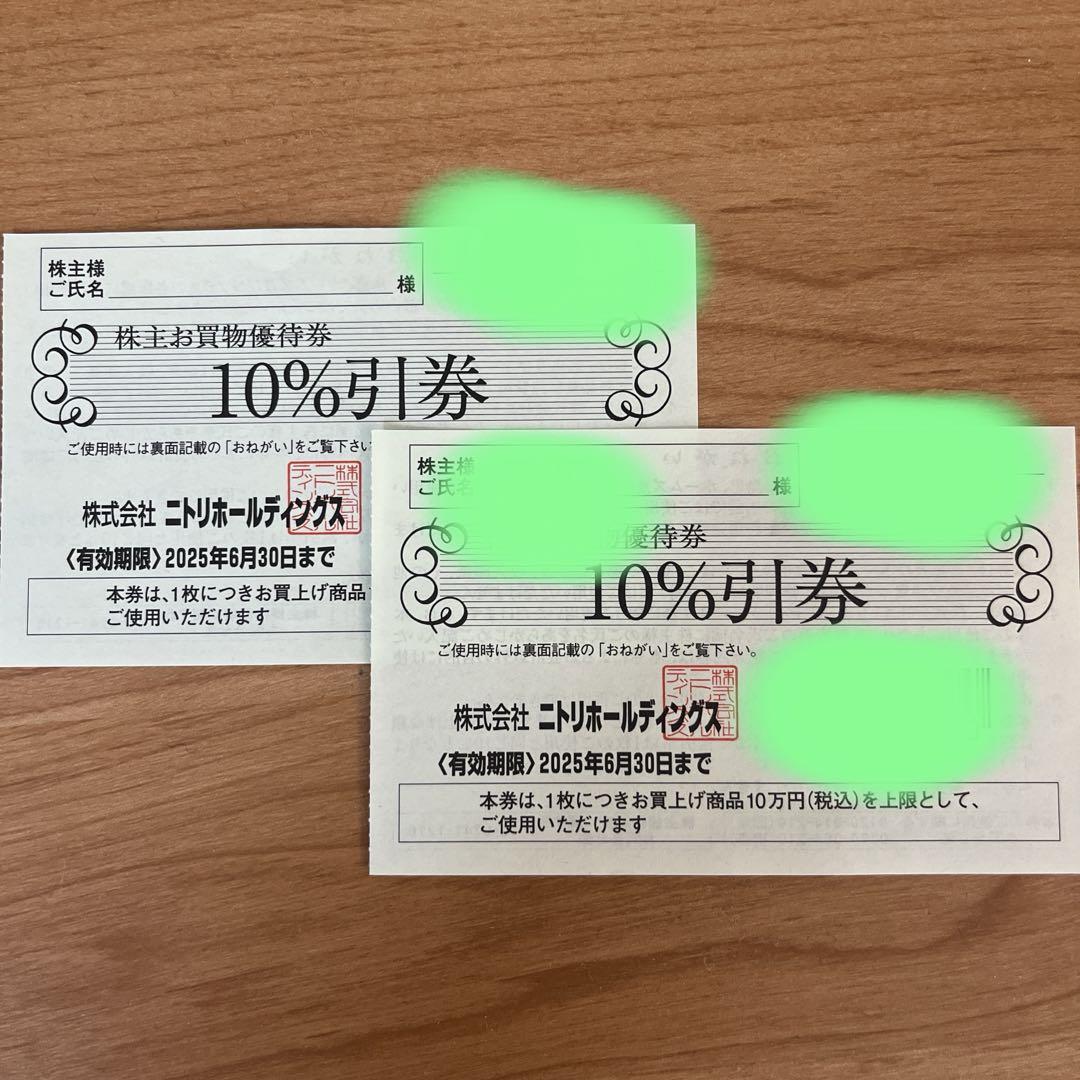 株主様
ご氏名 様
株主お買物優待券
10%引券
ご使用時には裏面記載の「おねがい」をご覧下さい
株式会社 ニトリホールディングス
〈有効期限〉2025年6月30日まで
本券は、1枚につきお買上げ商品
ご使用いただけます
株主様
ご氏名 様
優待券
10%引券
ご使用時には裏面記載の「おねがい」をご覧下さい。
株式会社 ニトリホールディングス
〈有効期限〉2025年6月30日まで
本券は、1枚につきお買上げ商品10万円(税込)を上限として、
ご使用いただけます